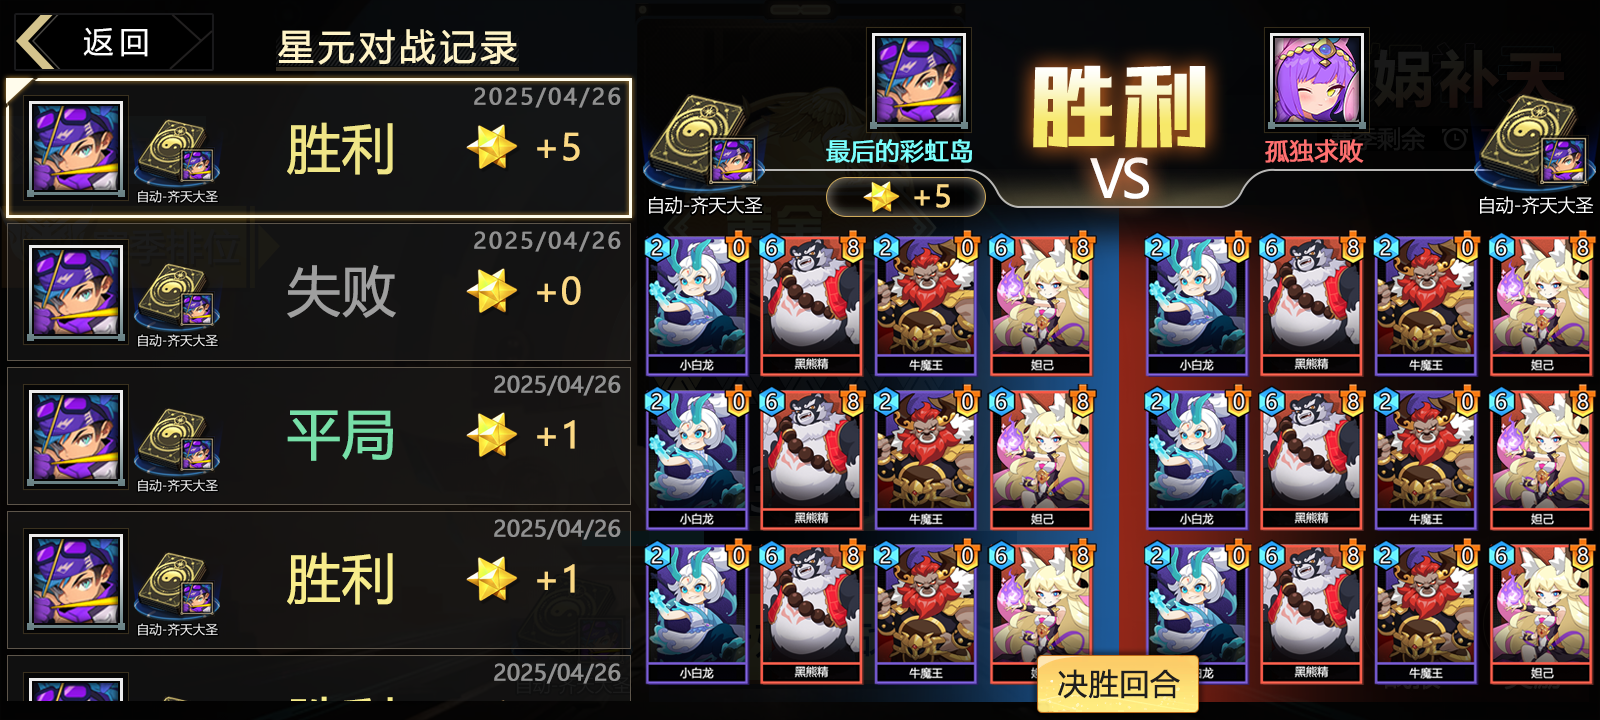 返回
星元对战记录
2025/04/26
胜利
+5
自动-齐天大圣
2025/04/26
失败
+0
自动-齐天大圣
2025/04/26
平局
+1
自动-齐天大圣
2025/04/26
胜利
+1
自动-齐天大圣
2025/04/26
自动-齐天大圣
最后的彩虹岛
+5
胜利
VS
孤独求败
自动-齐天大圣
娲补天
2 0 6 8 2 0 6 8
小白龙 黑熊精 牛魔王 妲己
2 0 6 8 2 0 6 8
小白龙 黑熊精 牛魔王 妲己
2 0 6 8 2 0 6 8
小白龙 黑熊精 牛魔王 妲己
2 0 6 8 2 0 6 8
小白龙 黑熊精 牛魔王 妲己
2 0 6 8 2 0 6 8
小白龙 黑熊精 牛魔王
2 0 6 8 2 0 6 8
龙 黑熊精 牛魔王 妲己
决胜回合